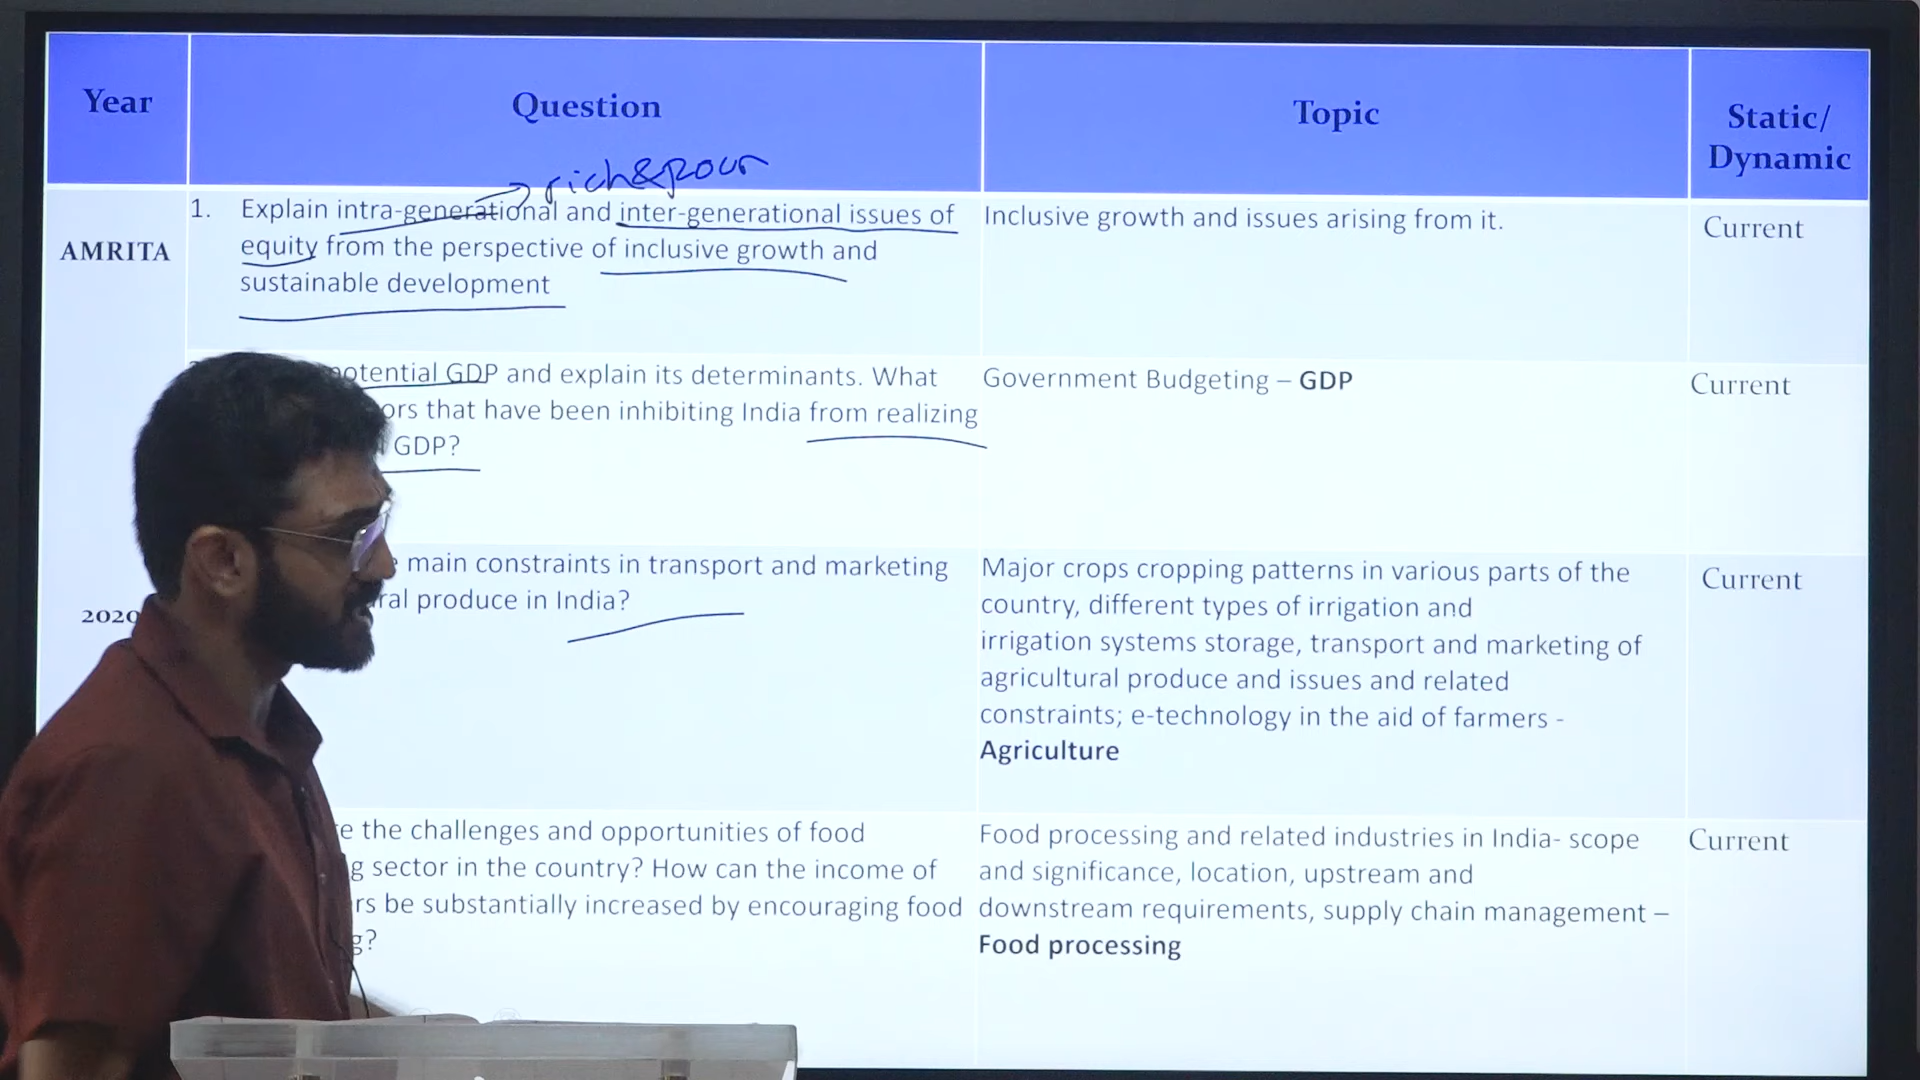 Year
Question
Topic
Static/
Dynamic
rich&poor
1. Explain intra-generational and inter-generational issues of
equity from the perspective of inclusive growth and
sustainable development
Inclusive growth and issues arising from it.
Current
AMRITA
GDP and explain its determinants. What
that have been inhibiting India from realizing
GDP?
Government Budgeting – GDP
Current
main constraints in transport and marketing
produce in India?
Major crops cropping patterns in various parts of the
country, different types of irrigation and
irrigation systems storage, transport and marketing of
agricultural produce and issues and related
constraints; e-technology in the aid of farmers -
Agriculture
Current
2020
the challenges and opportunities of food
sector in the country? How can the income of
be substantially increased by encouraging food
Food processing and related industries in India- scope
and significance, location, upstream and
downstream requirements, supply chain management –
Food processing
Current